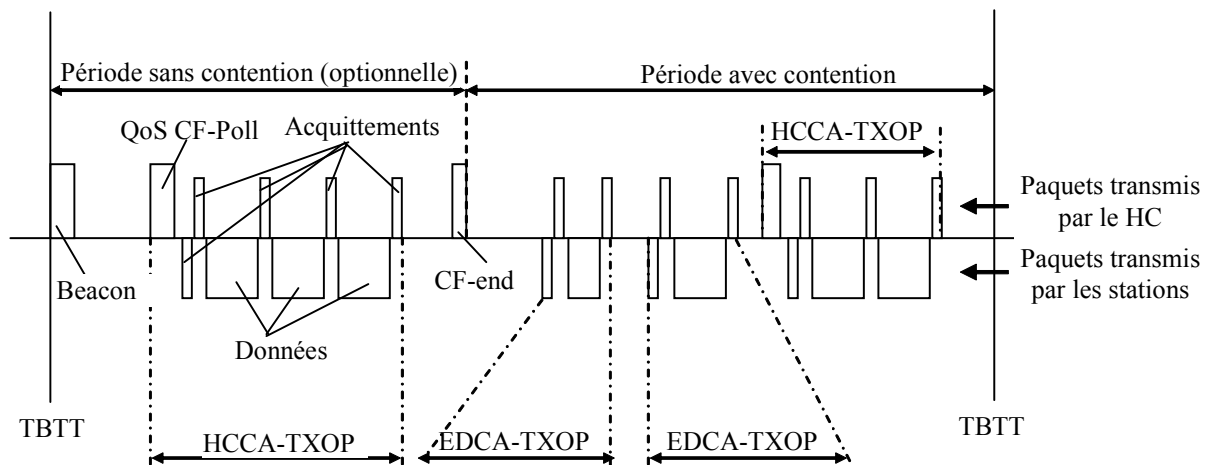 Période sans contention (optionnelle)
Période avec contention
QoS CF-Poll
Acquittements
HCCA-TXOP
Paquets transmis
par le HC
Beacon
CF-end
Paquets transmis
par les stations
Données
TBTT
TBTT
HCCA-TXOP
EDCA-TXOP
EDCA-TXOP